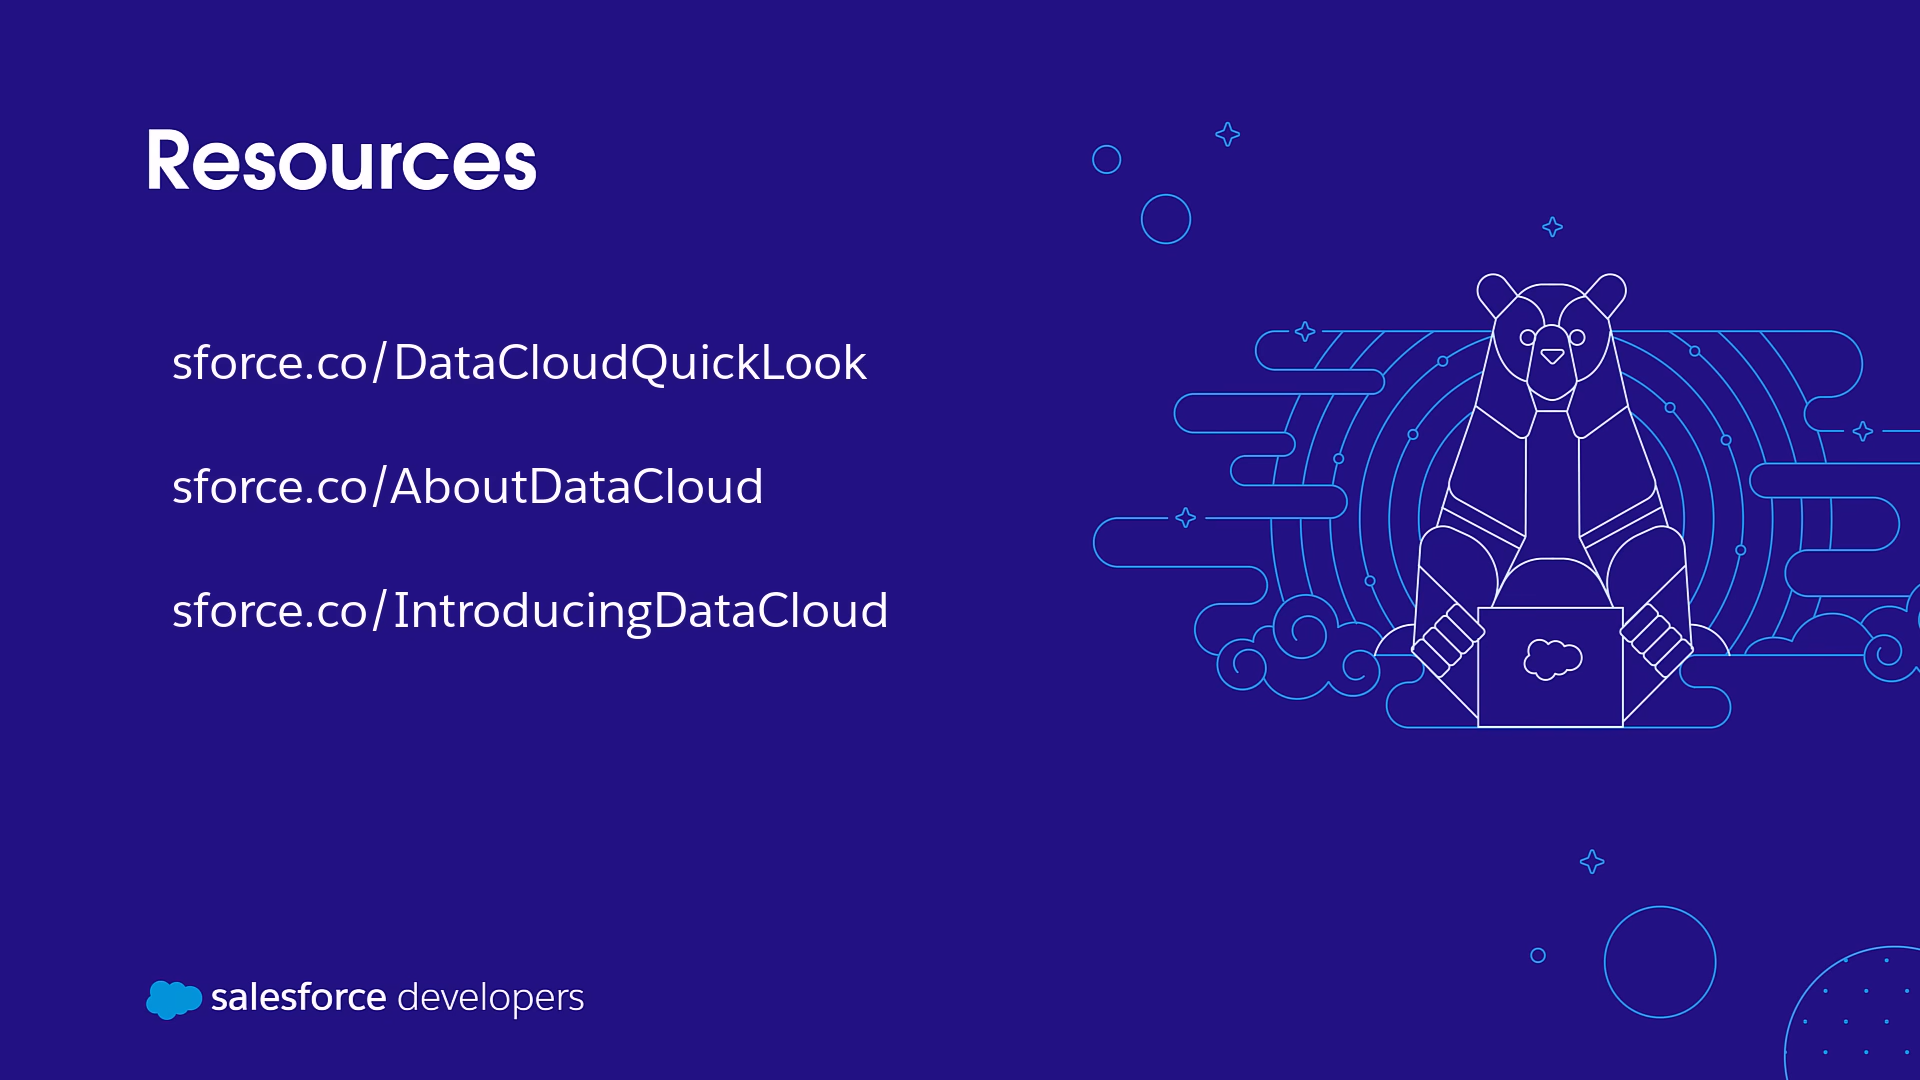 Resources
sforce.co/DataCloudQuickLook
sforce.co/AboutDataCloud
sforce.co/IntroducingDataCloud
salesforce developers